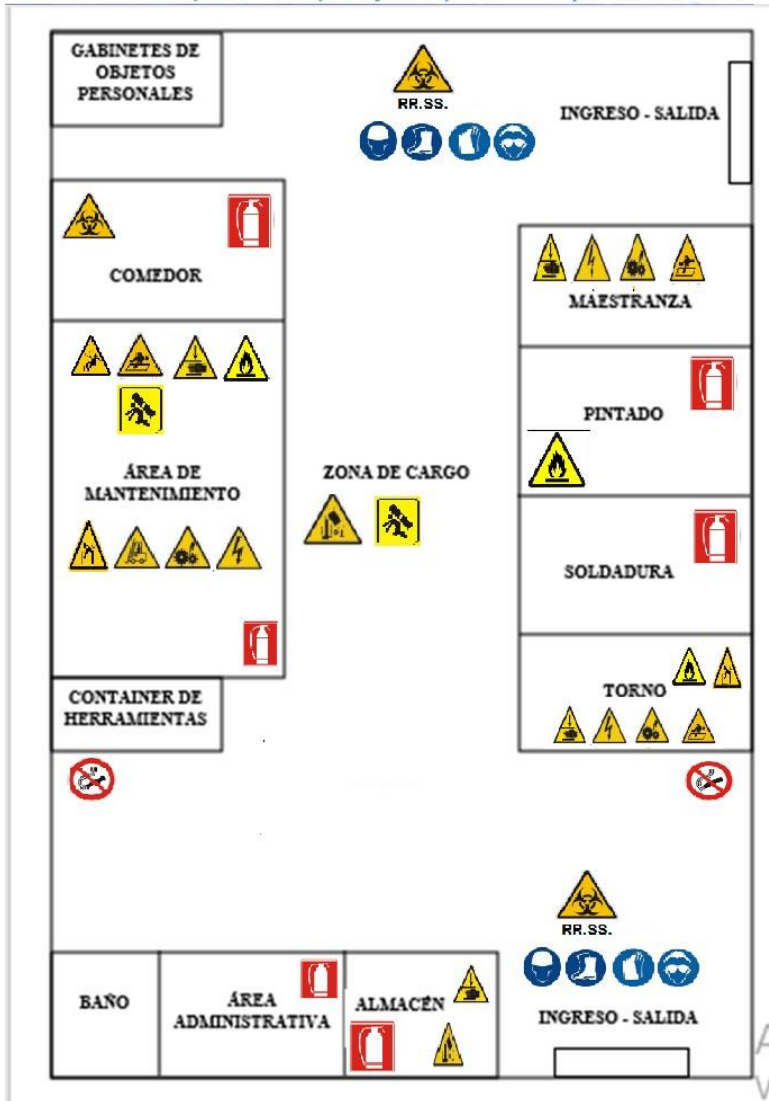 GABINETES DE
OBJETOS
PERSONALES
RR.SS.
INGRESO - SALIDA
COMEDOR
MAESTRANZA
PINTADO
ÁREA DE
MANTENIMIENTO
ZONA DE CARGO
SOLDADURA
CONTAINER DE
HERRAMIENTAS
TORNO
RR.SS.
BAÑO
ÁREA
ADMINISTRATIVA
ALMACÉN
INGRESO - SALIDA